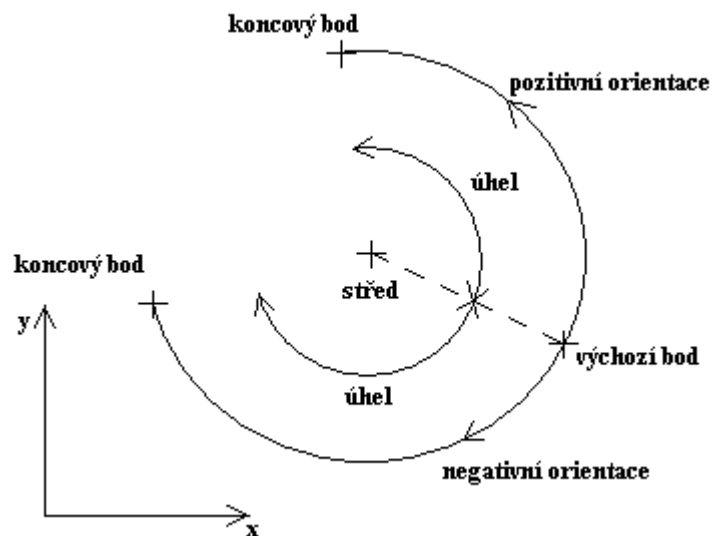 koncový bod
pozitivní orientace
úhel
koncový bod
střed
y
výchozí bod
úhel
negativní orientace
x